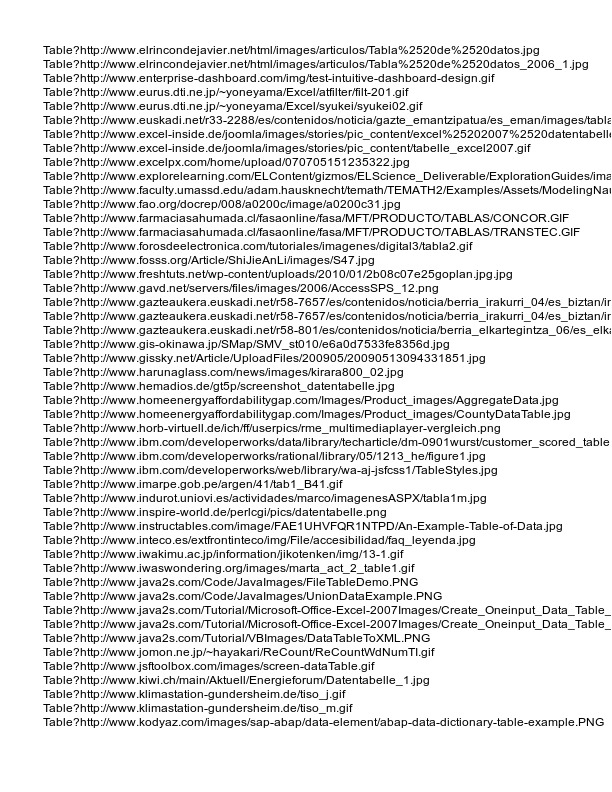 Table?http://www.elrincondejavier.net/html/images/articulos/Tabla%2520de%2520datos.jpg
Table?http://www.elrincondejavier.net/html/images/articulos/Tabla%2520de%2520datos_2006_1.jpg
Table?http://www.enterprise-dashboard.com/img/test-intuitive-dashboard-design.gif
Table?http://www.eurus.dti.ne.jp/~yoneyama/Excel/atfilter/filt-201.gif
Table?http://www.eurus.dti.ne.jp/~yoneyama/Excel/syukei/syukei02.gif
Table?http://www.euskadi.net/r33-2288/es/contenidos/noticia/gazte_emantzipatua/es_eman/images/tabla
Table?http://www.excel-inside.de/joomla/images/stories/pic_content/excel%25202007%2520datentabelle
Table?http://www.excel-inside.de/joomla/images/stories/pic_content/tabelle_excel2007.gif
Table?http://www.excelpx.com/home/upload/070705151235322.jpg
Table?http://www.explorelearning.com/ELContent/gizmos/ELScience_Deliverable/ExplorationGuides/ima
Table?http://www.faculty.umassd.edu/adam.hausknecht/temath/TEMATH2/Examples/Assets/ModelingNau
Table?http://www.fao.org/docrep/008/a0200c/image/a0200c31.jpg
Table?http://www.farmaciasahumada.cl/fasaonline/fasa/MFT/PRODUCTO/TABLAS/CONCOR.GIF
Table?http://www.farmaciasahumada.cl/fasaonline/fasa/MFT/PRODUCTO/TABLAS/TRANSTEC.GIF
Table?http://www.forosdeelectronica.com/tutoriales/imagenes/digital3/tabla2.gif
Table?http://www.fosss.org/Article/ShiJieAnLi/images/S47.jpg
Table?http://www.freshtuts.net/wp-content/uploads/2010/01/2b08c07e25goplan.jpg.jpg
Table?http://www.gavd.net/servers/files/images/2006/AccessSPS_12.png
Table?http://www.gazteaukera.euskadi.net/r58-7657/es/contenidos/noticia/berria_irakurri_04/es_biztan/ir
Table?http://www.gazteaukera.euskadi.net/r58-7657/es/contenidos/noticia/berria_irakurri_04/es_biztan/ir
Table?http://www.gazteaukera.euskadi.net/r58-801/es/contenidos/noticia/berria_elkartegintza_06/es_elka
Table?http://www.gis-okinawa.jp/SMap/SMV_st010/e6a0d7533fe8356d.jpg
Table?http://www.gissky.net/Article/UploadFiles/200905/20090513094331851.jpg
Table?http://www.harunaglass.com/news/images/kirara800_02.jpg
Table?http://www.hemadios.de/gt5p/screenshot_datentabelle.jpg
Table?http://www.homeenergyaffordabilitygap.com/Images/Product_images/AggregateData.jpg
Table?http://www.homeenergyaffordabilitygap.com/Images/Product_images/CountyDataTable.jpg
Table?http://www.horb-virtuell.de/ich/ff/userpics/rme_multimediaplayer-vergleich.png
Table?http://www.ibm.com/developerworks/data/library/techarticle/dm-0901wurst/customer_scored_table
Table?http://www.ibm.com/developerworks/rational/library/05/1213_he/figure1.jpg
Table?http://www.ibm.com/developerworks/web/library/wa-aj-jsfcss1/TableStyles.jpg
Table?http://www.imarpe.gob.pe/argen/41/tab1_B41.gif
Table?http://www.indurot.uniovi.es/actividades/marco/imagenesASPX/tabla1m.jpg
Table?http://www.inspire-world.de/perlcgi/pics/datentabelle.png
Table?http://www.instructables.com/image/FAE1UHVFQR1NTPD/An-Example-Table-of-Data.jpg
Table?http://www.inteco.es/extfrontinteco/img/File/accesibilidad/faq_leyenda.jpg
Table?http://www.iwakimu.ac.jp/information/jikotenken/img/13-1.gif
Table?http://www.iwaswondering.org/images/marta_act_2_table1.gif
Table?http://www.java2s.com/Code/JavaImages/FileTableDemo.PNG
Table?http://www.java2s.com/Code/JavaImages/UnionDataExample.PNG
Table?http://www.java2s.com/Tutorial/Microsoft-Office-Excel-2007Images/Create_Oneinput_Data_Table_
Table?http://www.java2s.com/Tutorial/Microsoft-Office-Excel-2007Images/Create_Oneinput_Data_Table_
Table?http://www.java2s.com/Tutorial/VBImages/DataTableToXML.PNG
Table?http://www.jomon.ne.jp/~hayakari/ReCount/ReCountWdNumTI.gif
Table?http://www.jsftoolbox.com/images/screen-dataTable.gif
Table?http://www.kiwi.ch/main/Aktuell/Energieforum/Datentabelle_1.jpg
Table?http://www.klimastation-gundersheim.de/tiso_j.gif
Table?http://www.klimastation-gundersheim.de/tiso_m.gif
Table?http://www.kodyaz.com/images/sap-abap/data-element/abap-data-dictionary-table-example.PNG